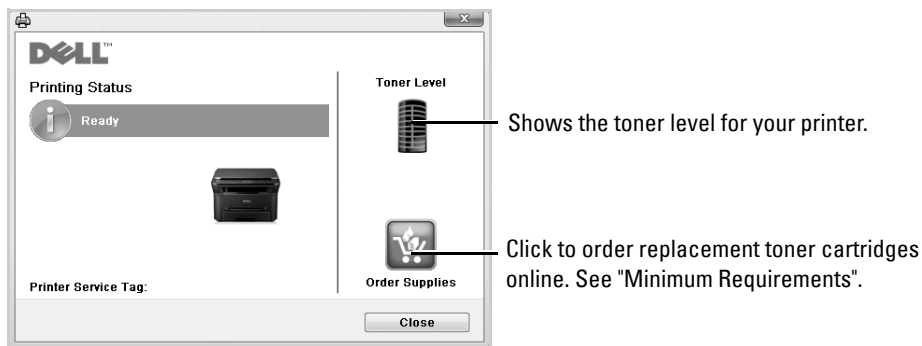 x
DELL™
Printing Status
Ready
Printer Service Tag:
Toner Level
Order Supplies
Close
Shows the toner level for your printer.
Click to order replacement toner cartridges
online. See "Minimum Requirements".